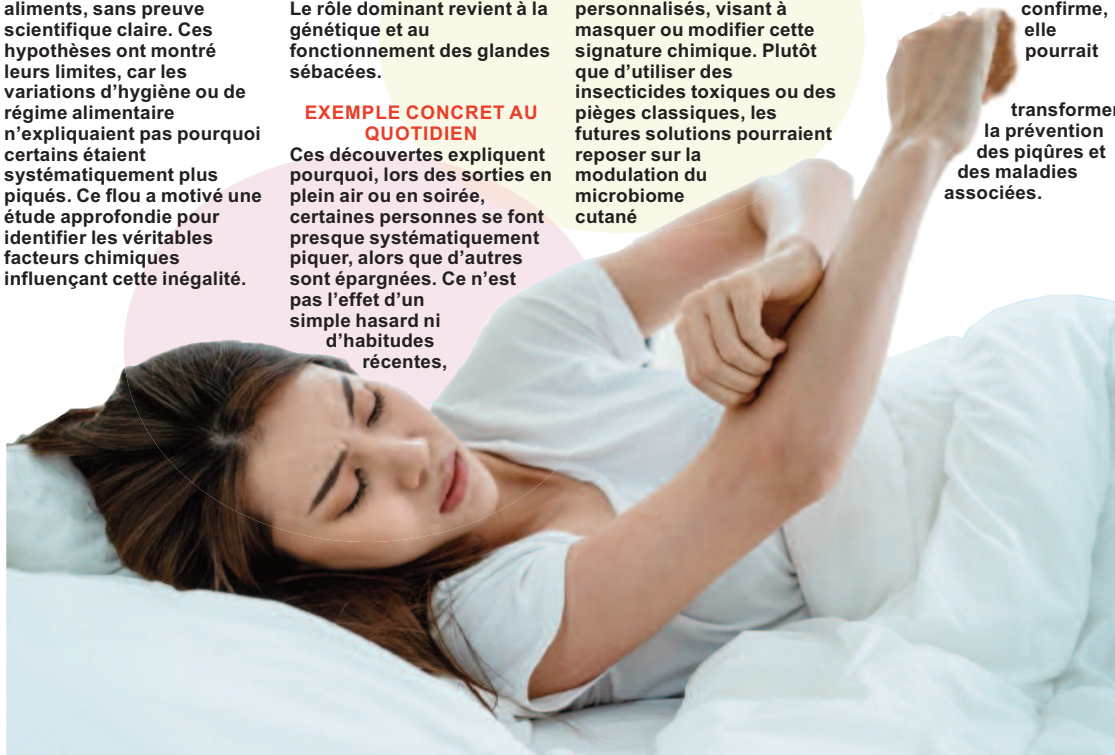 aliments, sans preuve
scientifique claire. Ces
hypothèses ont montré
leurs limites, car les
variations d'hygiène ou de
régime alimentaire
n'expliquaient pas pourquoi
certains étaient
systématiquement plus
piqués. Ce flou a motivé une
étude approfondie pour
identifier les véritables
facteurs chimiques
influençant cette inégalité.
Le rôle dominant revient à la
génétique et au
fonctionnement des glandes
sébacées.
EXEMPLE CONCRET AU
QUOTIDIEN
Ces découvertes expliquent
pourquoi, lors des sorties en
plein air ou en soirée,
certaines personnes se font
presque systématiquement
piquer, alors que d'autres
sont épargnées. Ce n'est
pas l'effet d'un
simple hasard ni
d'habitudes
récentes,
personnalisés, visant à
masquer ou modifier cette
signature chimique. Plutôt
que d'utiliser des
insecticides toxiques ou des
pièges classiques, les
futures solutions pourraient
reposer sur la
modulation du
microbiome
cutané
confirme,
elle
pourrait
transformer
la prévention
des piqûres et
des maladies
associées.